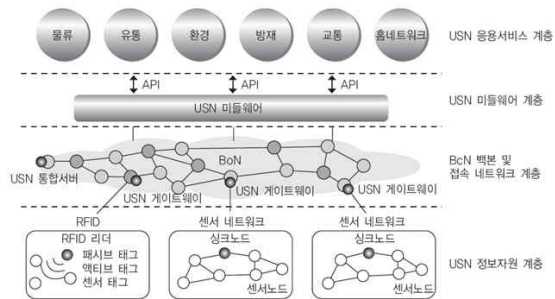 물류 유통 환경 방재 교통 홈네트워크 USN 응용서비스 계층
API API API
USN 미들웨어 USN 미들웨어 계층
BoN BcN 백본 및
접속 네트워크 계층
USN 통합서버
USN 게이트웨이 USN 게이트웨이 USN 게이트웨이
RFID 센서 네트워크 센서 네트워크
RFID 리더 싱크노드 싱크노드
패시브 태그
액티브 태그 USN 정보자원 계층
센서 태그 센서노드 센서노드